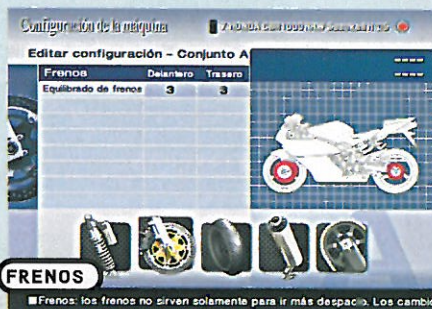 Configuración de la máquina
Editar configuración - Conjunto A
Frenos Delantero Trasero
Equilibrado de frenos 3 3
FRENOS
■Frenos: los frenos no sirven solamente para ir más despacio. Los cambio